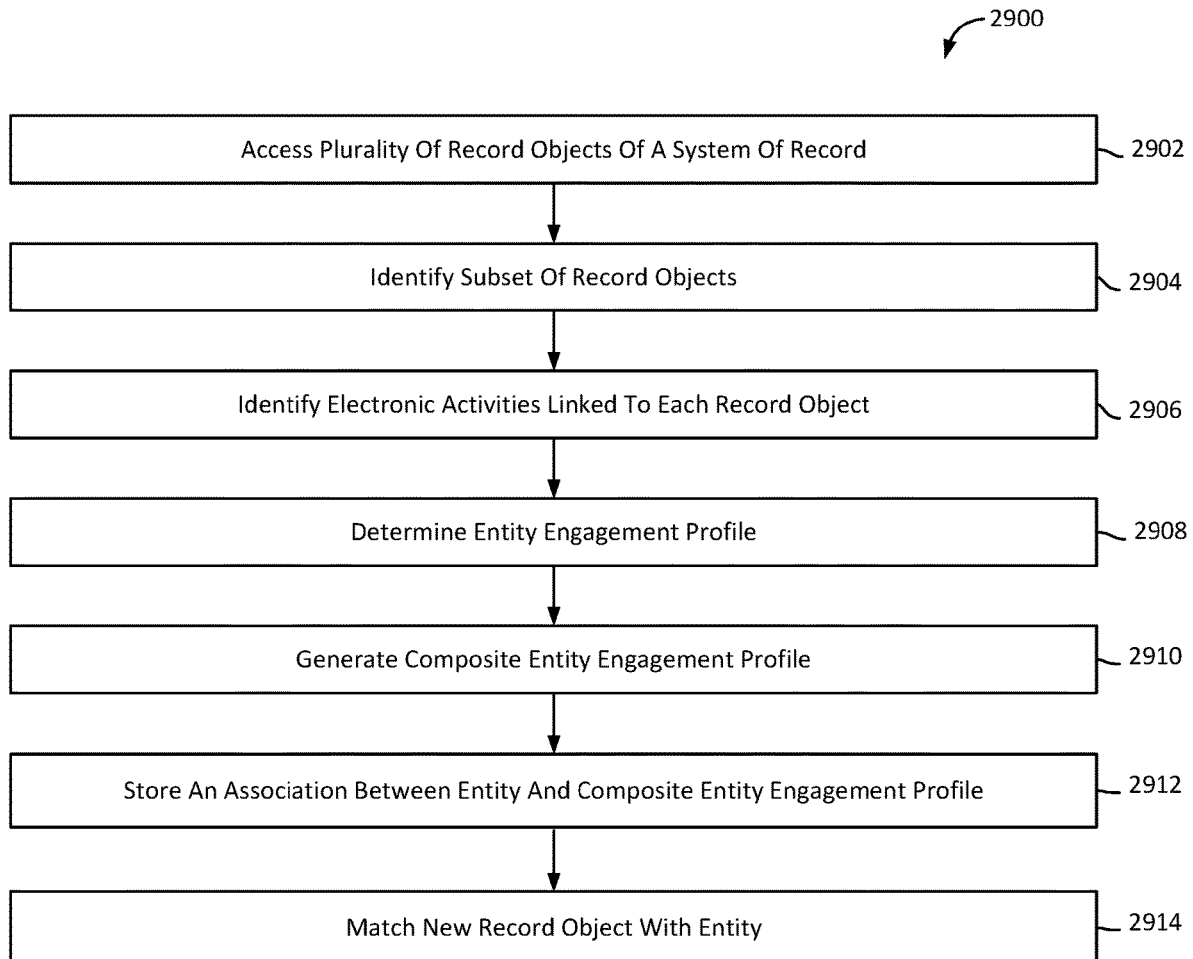 2900
Access Plurality Of Record Objects Of A System Of Record
2902
Identify Subset Of Record Objects
2904
Identify Electronic Activities Linked To Each Record Object
2906
Determine Entity Engagement Profile
2908
Generate Composite Entity Engagement Profile
2910
Store An Association Between Entity And Composite Entity Engagement Profile
2912
Match New Record Object With Entity
2914